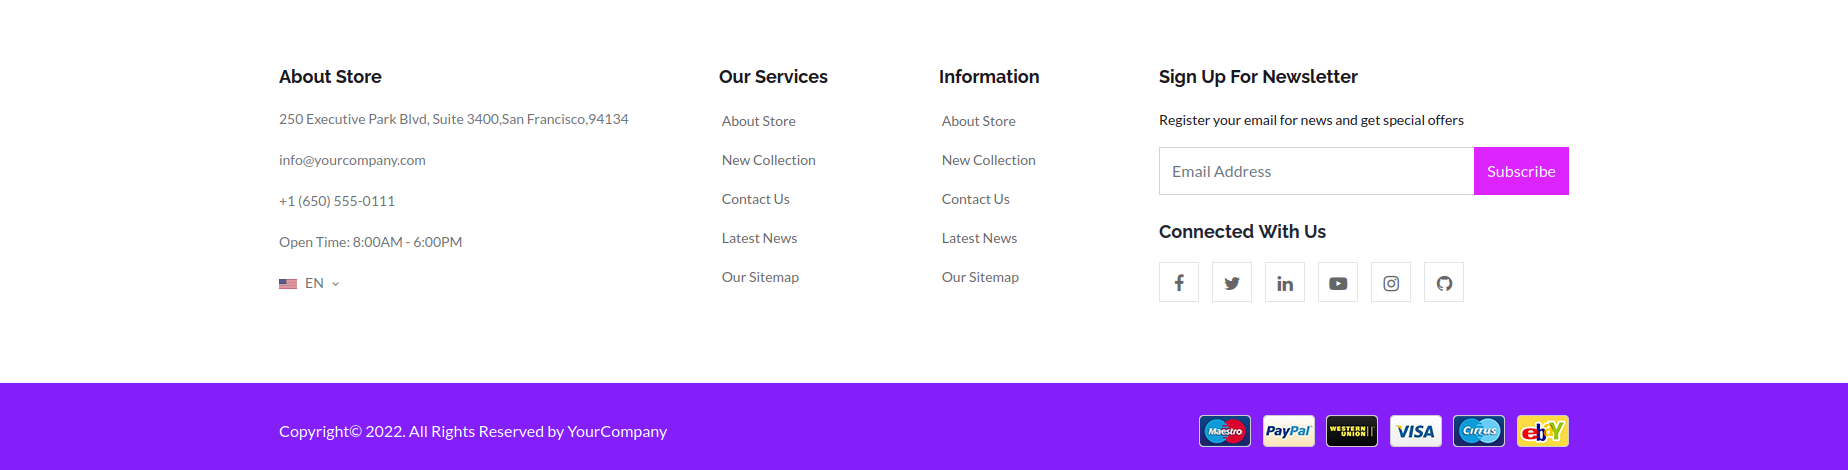 About Store
250 Executive Park Blvd, Suite 3400,San Francisco,94134
info@yourcompany.com
+1 (650) 555-0111
Open Time: 8:00AM - 6:00PM
EN
Our Services
About Store
New Collection
Contact Us
Latest News
Our Sitemap
Information
About Store
New Collection
Contact Us
Latest News
Our Sitemap
Sign Up For Newsletter
Register your email for news and get special offers
Email Address
Subscribe
Connected With Us
Copyright© 2022. All Rights Reserved by YourCompany
Maestro
PayPal
WESTERN
UNION
VISA
Cirrus
ebaY